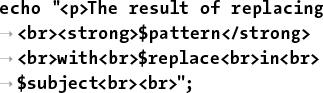 echo "<p>The result of replacing
→ <br><strong>$pattern</strong>
→ <br>with<br>$replace<br>in<br>
→ $subject<br><br>";